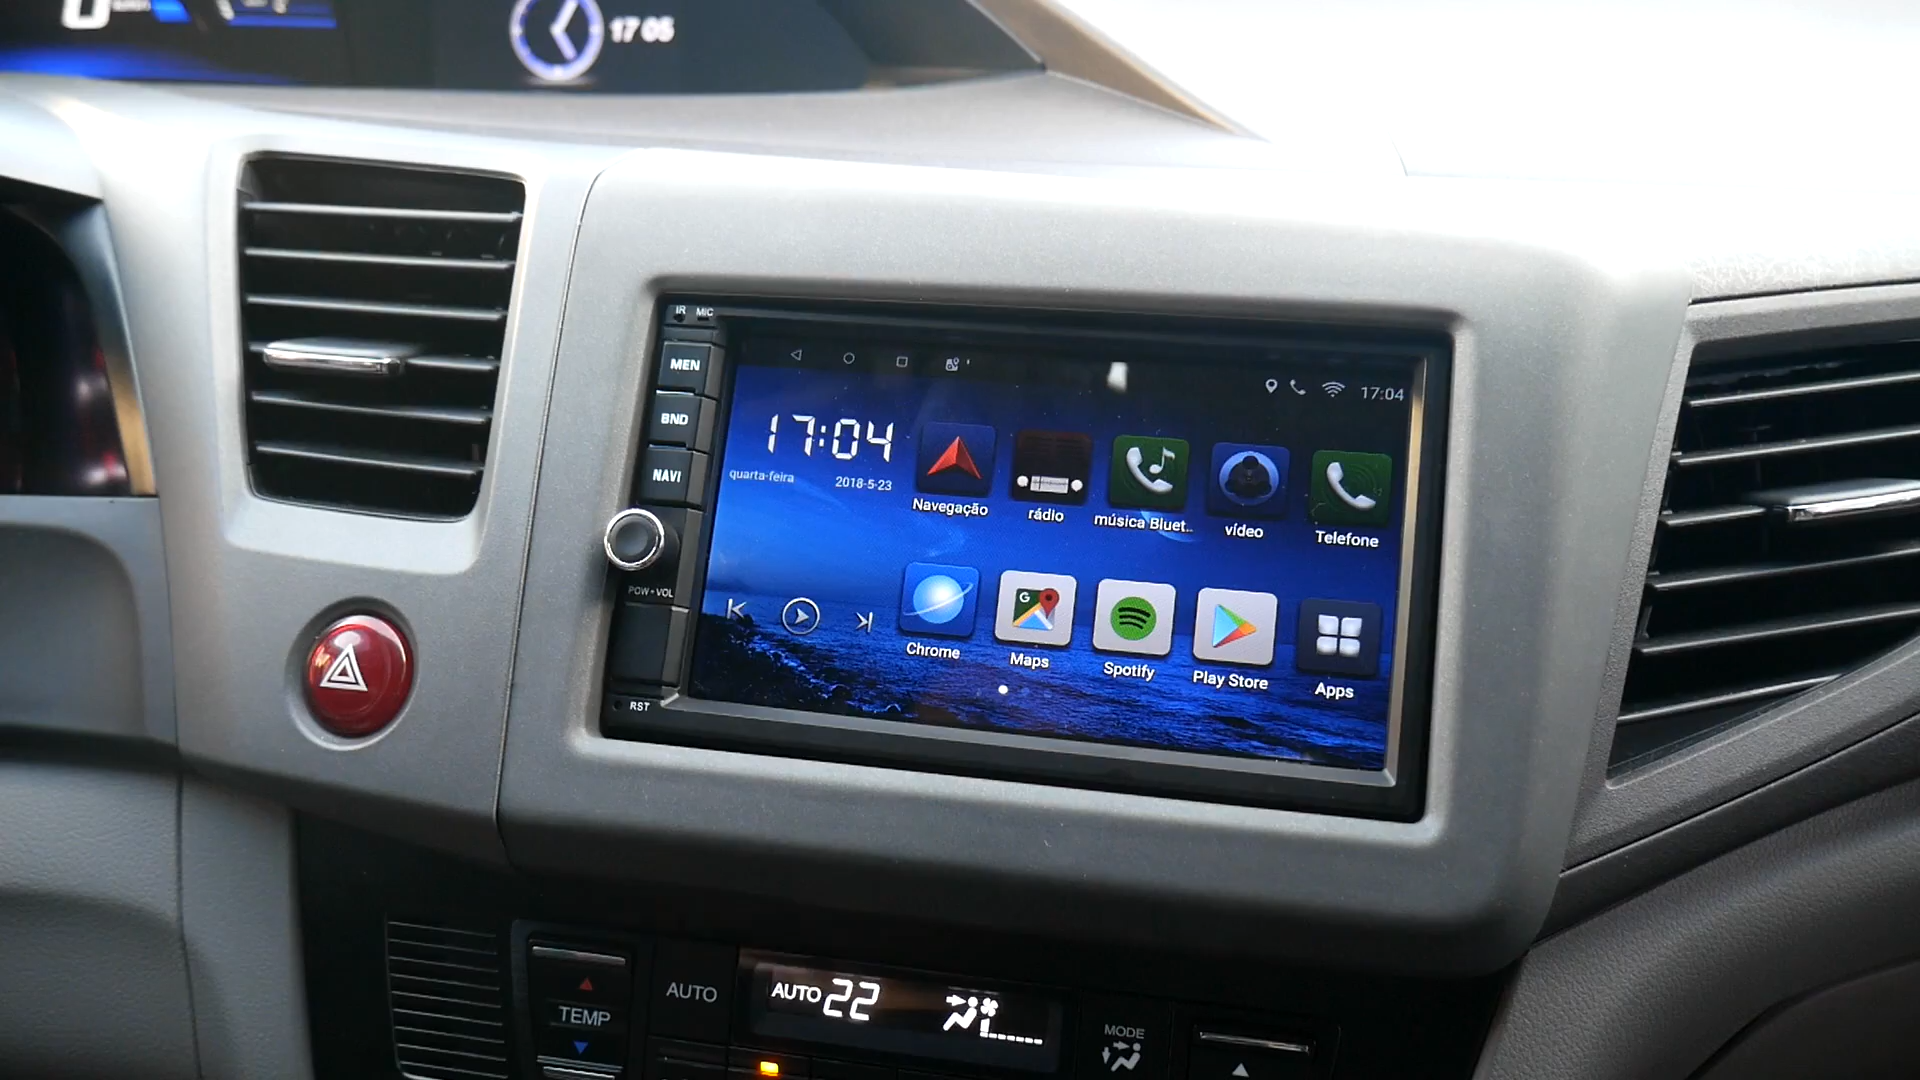 0
17 05
IR MIC
MEN
BND
NAVI
POW+VOL
RST
17:04
17:04
quarta-feira
2018-5-23
Navegação
rádio
música Bluet..
vídeo
Telefone
G
Chrome
Maps
Spotify
Play Store
Apps
TEMP
AUTO
AUTO 22
MODE